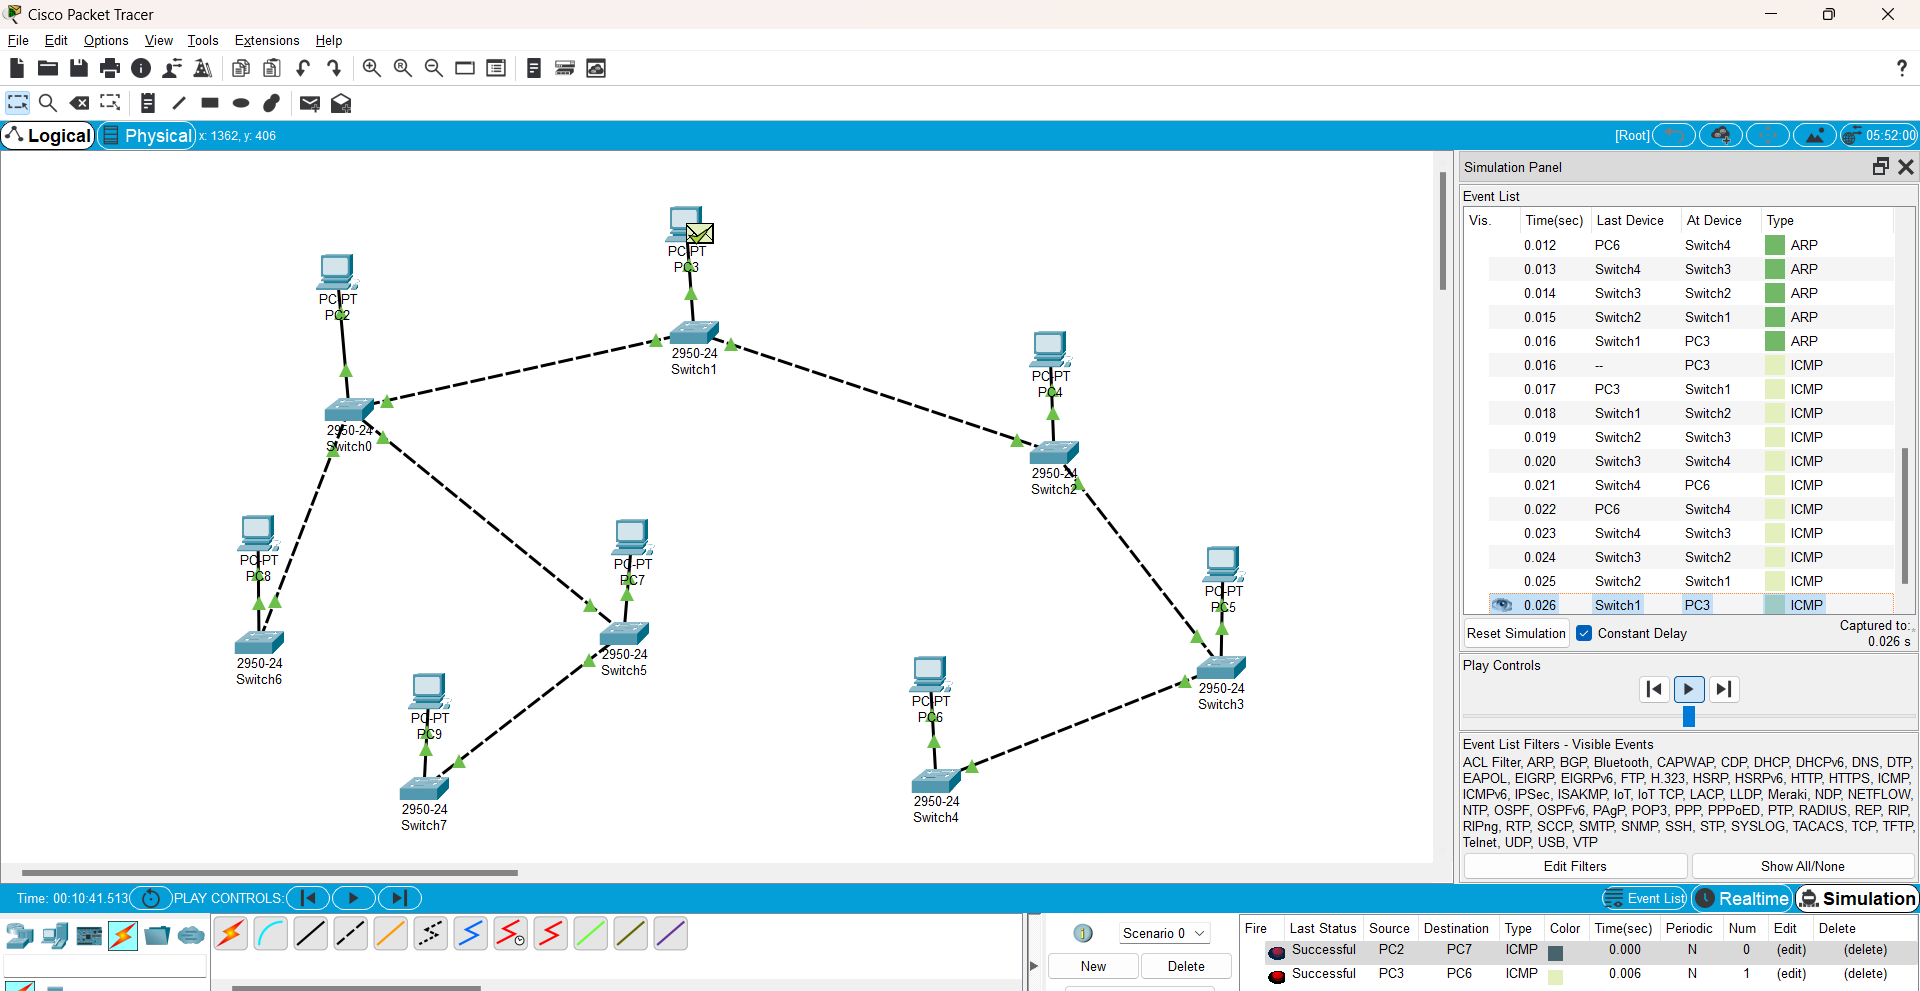 Cisco Packet Tracer
File Edit Options View Tools Extensions Help
?
Logical Physical x: 1362, y: 406 [Root] 05:52:00
PC-PT
PC3
PC-PT
PC2
2950-24
Switch1
PC-PT
PC4
2950-24
Switch0
2950-24
Switch2
PC-PT
PC8
PC-PT
PC7
PC-PT
PC5
2950-24
Switch6
2950-24
Switch5
PC-PT
PC9
PC-PT
PC6
2950-24
Switch3
2950-24
Switch7
2950-24
Switch4
Simulation Panel
Event List
Vis. Time(sec) Last Device At Device Type
0.012 PC6 Switch4 ARP
0.013 Switch4 Switch3 ARP
0.014 Switch3 Switch2 ARP
0.015 Switch2 Switch1 ARP
0.016 Switch1 PC3 ARP
0.016 -- PC3 ICMP
0.017 PC3 Switch1 ICMP
0.018 Switch1 Switch2 ICMP
0.019 Switch2 Switch3 ICMP
0.020 Switch3 Switch4 ICMP
0.021 Switch4 PC6 ICMP
0.022 PC6 Switch4 ICMP
0.023 Switch4 Switch3 ICMP
0.024 Switch3 Switch2 ICMP
0.025 Switch2 Switch1 ICMP
0.026 Switch1 PC3 ICMP
Reset Simulation Constant Delay Captured to:
0.026 s
Play Controls
Event List Filters - Visible Events
ACL Filter, ARP, BGP, Bluetooth, CAPWAP, CDP, DHCP, DHCPv6, DNS, DTP,
EAPOL, EIGRP, EIGRPv6, FTP, H.323, HSRP, HSRPv6, HTTP, HTTPS, ICMP,
ICMPv6, IPSec, ISAKMP, IoT, IoT TCP, LACP, LLDP, Meraki, NDP, NETFLOW,
NTP, OSPF, OSPFv6, PAgP, POP3, PPP, PPPoED, PTP, RADIUS, REP, RIP,
RIPng, RTP, SCCP, SMTP, SNMP, SSH, STP, SYSLOG, TACACS, TCP, TFTP,
Telnet, UDP, USB, VTP
Edit Filters Show All/None
Time: 00:10:41.513 PLAY CONTROLS: Event List Realtime Simulation
1 Scenario 0
New Delete
Fire Last Status Source Destination Type Color Time(sec) Periodic Num Edit Delete
Successful PC2 PC7 ICMP 0.000 N 0 (edit) (delete)
Successful PC3 PC6 ICMP 0.006 N 1 (edit) (delete)